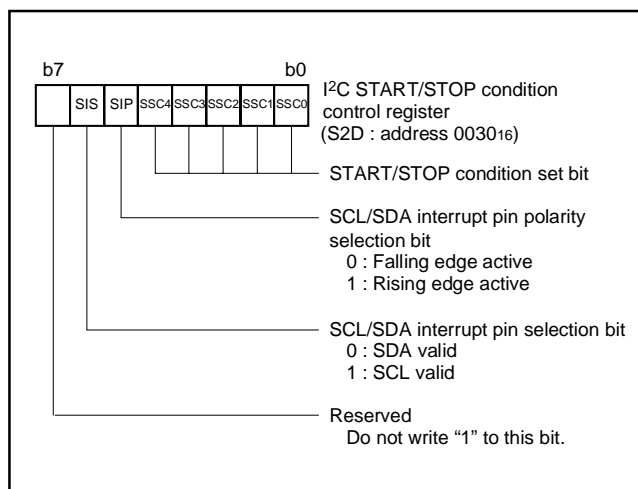 b7 b0
SIS SIP SSC4 SSC3 SSC2 SSC1 SSC0
I²C START/STOP condition
control register
(S2D : address 0030₁₆)
START/STOP condition set bit
SCL/SDA interrupt pin polarity
selection bit
0 : Falling edge active
1 : Rising edge active
SCL/SDA interrupt pin selection bit
0 : SDA valid
1 : SCL valid
Reserved
Do not write “1” to this bit.